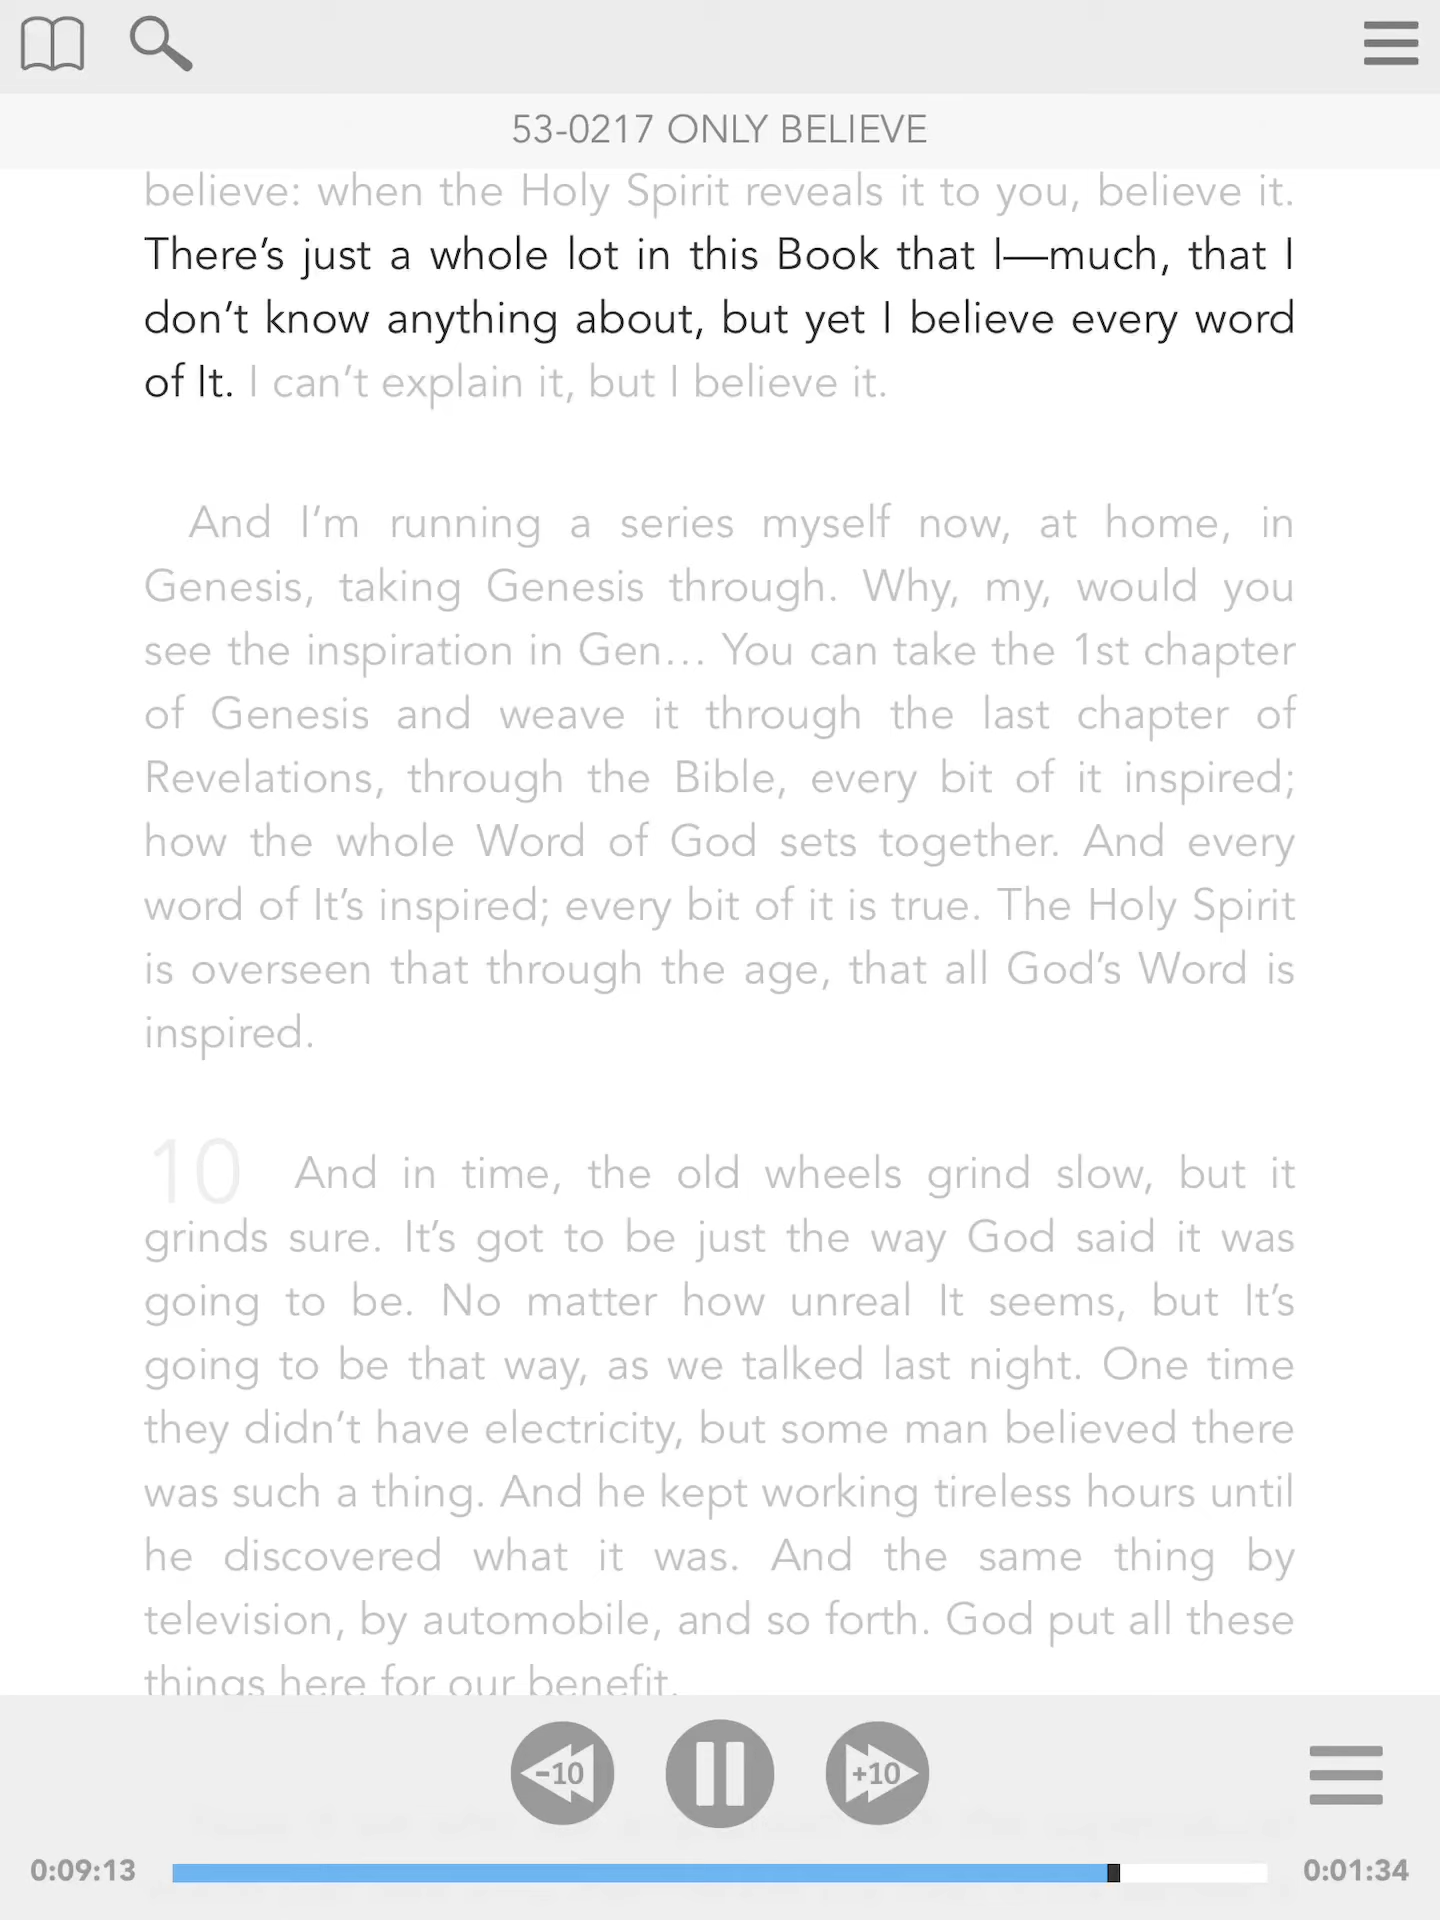 53-0217 ONLY BELIEVE
believe: when the Holy Spirit reveals it to you, believe it.
There’s just a whole lot in this Book that I—much, that I
don’t know anything about, but yet I believe every word
of It. I can’t explain it, but I believe it.
And I’m running a series myself now, at home, in
Genesis, taking Genesis through. Why, my, would you
see the inspiration in Gen… You can take the 1st chapter
of Genesis and weave it through the last chapter of
Revelations, through the Bible, every bit of it inspired;
how the whole Word of God sets together. And every
word of It’s inspired; every bit of it is true. The Holy Spirit
is overseen that through the age, that all God’s Word is
inspired.
10 And in time, the old wheels grind slow, but it
grinds sure. It’s got to be just the way God said it was
going to be. No matter how unreal It seems, but It’s
going to be that way, as we talked last night. One time
they didn’t have electricity, but some man believed there
was such a thing. And he kept working tireless hours until
he discovered what it was. And the same thing by
television, by automobile, and so forth. God put all these
things here for our benefit.
-10 +10
0:09:13 0:01:34